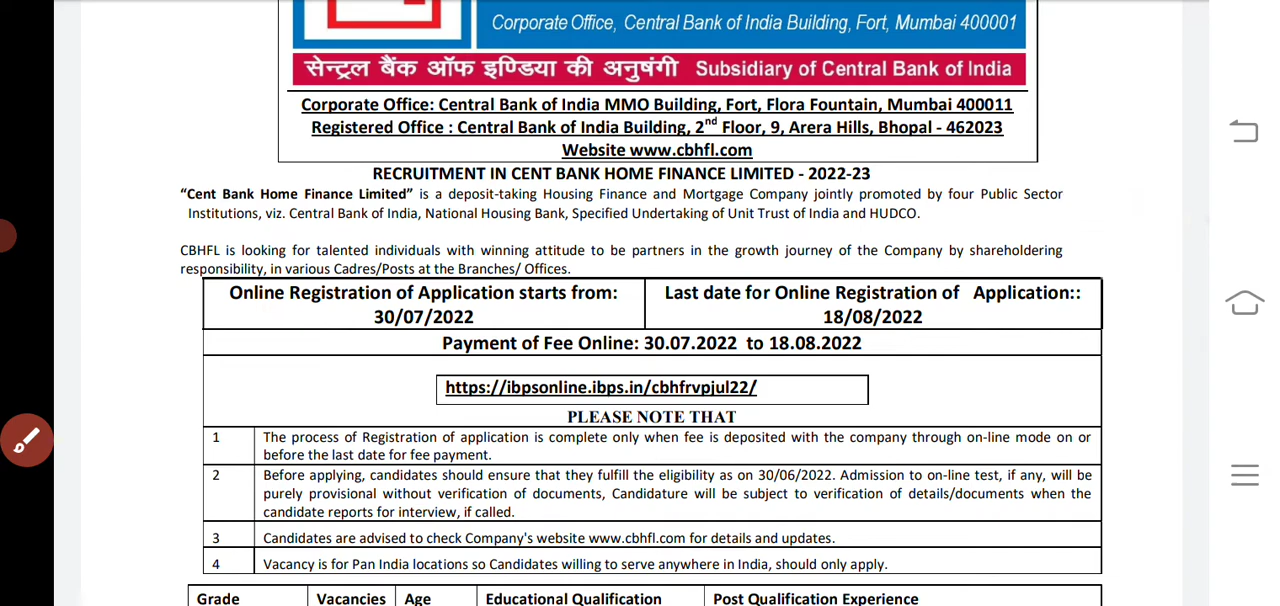 Corporate Office, Central Bank of India Building, Fort, Mumbai 400001
सेन्ट्रल बैंक ऑफ इण्डिया की अनुषंगी Subsidiary of Central Bank of India
Corporate Office: Central Bank of India MMO Building, Fort, Flora Fountain, Mumbai 400011
Registered Office : Central Bank of India Building, 2nd Floor, 9, Arera Hills, Bhopal - 462023
Website www.cbhfl.com
RECRUITMENT IN CENT BANK HOME FINANCE LIMITED - 2022-23
“Cent Bank Home Finance Limited” is a deposit-taking Housing Finance and Mortgage Company jointly promoted by four Public Sector
Institutions, viz. Central Bank of India, National Housing Bank, Specified Undertaking of Unit Trust of India and HUDCO.
CBHFL is looking for talented individuals with winning attitude to be partners in the growth journey of the Company by shareholdering
responsibility, in various Cadres/Posts at the Branches/ Offices.
Online Registration of Application starts from: Last date for Online Registration of Application::
30/07/2022 18/08/2022
Payment of Fee Online: 30.07.2022 to 18.08.2022
https://ibpsonline.ibps.in/cbhfrvpjul22/
PLEASE NOTE THAT
1 The process of Registration of application is complete only when fee is deposited with the company through on-line mode on or
before the last date for fee payment.
2 Before applying, candidates should ensure that they fulfill the eligibility as on 30/06/2022. Admission to on-line test, if any, will be
purely provisional without verification of documents, Candidature will be subject to verification of details/documents when the
candidate reports for interview, if called.
3 Candidates are advised to check Company's website www.cbhfl.com for details and updates.
4 Vacancy is for Pan India locations so Candidates willing to serve anywhere in India, should only apply.
Grade Vacancies Age Educational Qualification Post Qualification Experience